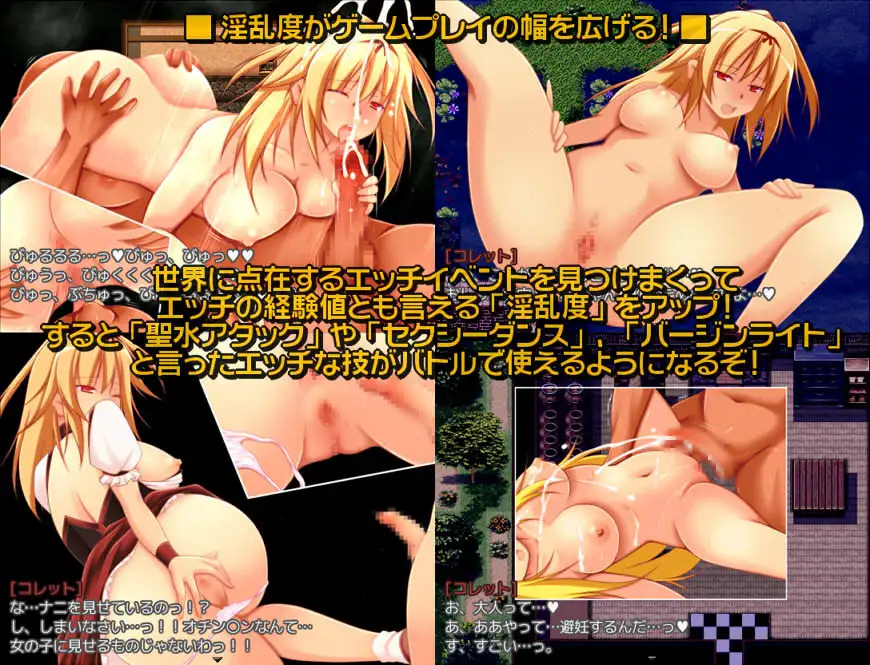 ■ 淫乱度がゲームプレイの幅を広げる！■
びゅるるる…っ♥びゅっ、びゅっ♥♥
[コレット]
世界に点在するエッチイベントを見つけまくって
エッチの経験値とも言える「淫乱度」をアップ！
すると「聖水アタック」や「セクシーダンス」、「バージンライト」
と言ったエッチな技がバトルで使えるようになるぞ！
[コレット]
な…ナニを見せているのっ！？
し、しまいなさい…っ！！オチン〇ンなんて…
女の子に見せるものじゃないわっ！！
[コレット]
お、大人って…♥
あ、ああやって…避妊するんだ…っ♥
す、すごい…っ。